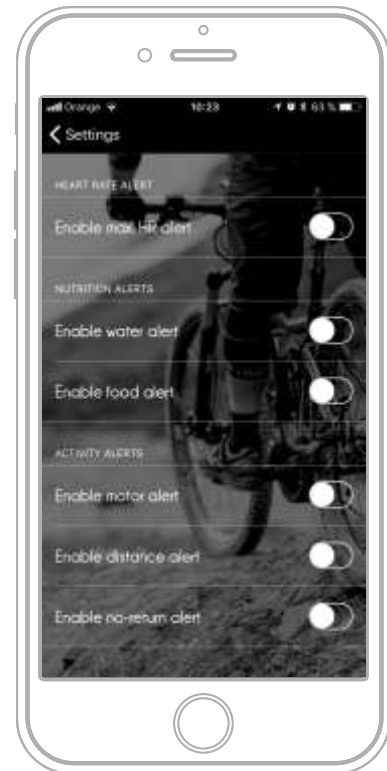 Orange 10:23 63 %
Settings
HEART RATE ALERT
Enable max HR alert
NUTRITION ALERTS
Enable water alert
Enable food alert
ACTIVITY ALERTS
Enable motor alert
Enable distance alert
Enable no-return alert